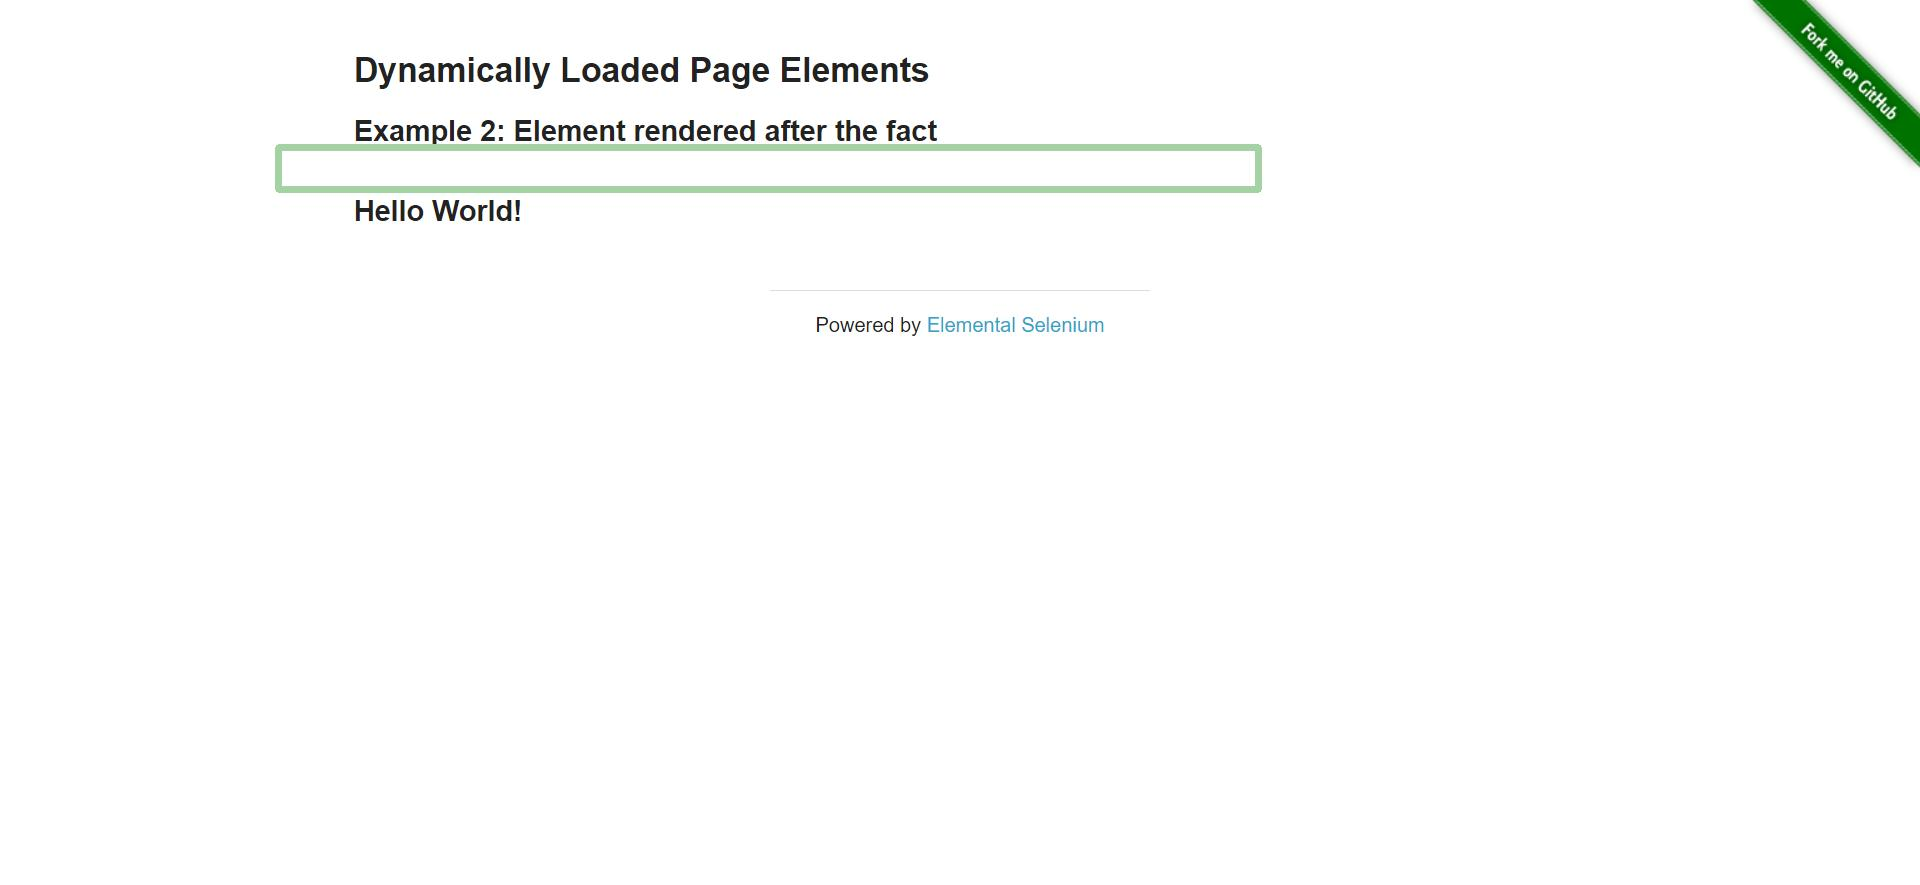 Fork me on GitHub
Dynamically Loaded Page Elements
Example 2: Element rendered after the fact
Hello World!
Powered by Elemental Selenium